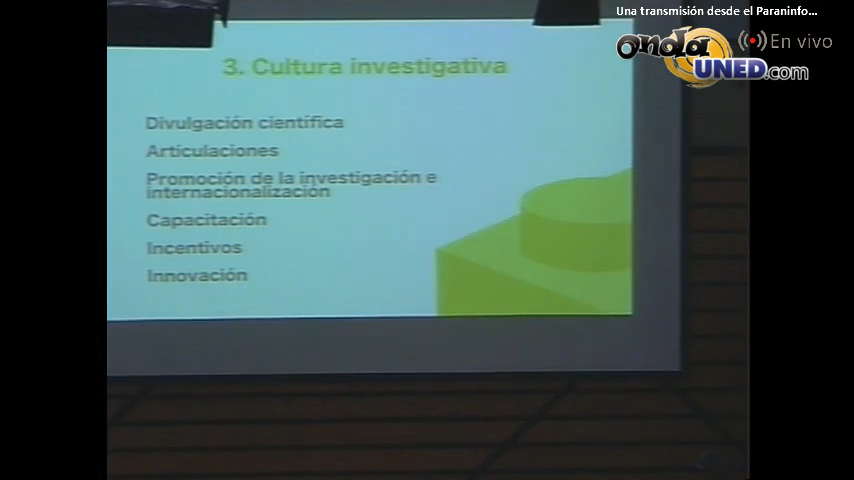 Una transmisión desde el Paraninfo...
onda
UNED.com
En vivo
3. Cultura investigativa
Divulgación científica
Articulaciones
Promoción de la investigación e
internacionalización
Capacitación
Incentivos
Innovación